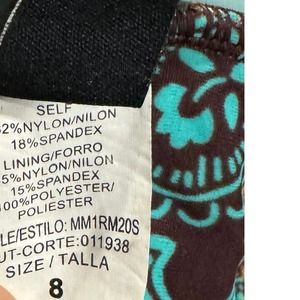 SELF
82%NYLON/NILON
18%SPANDEX
LINING/FORRO
85%NYLON/NILON
15%SPANDEX
100%POLYESTER/
POLIESTER
LE/ESTILO: MM1RM20S
UT-CORTE:011938
SIZE / TALLA
8